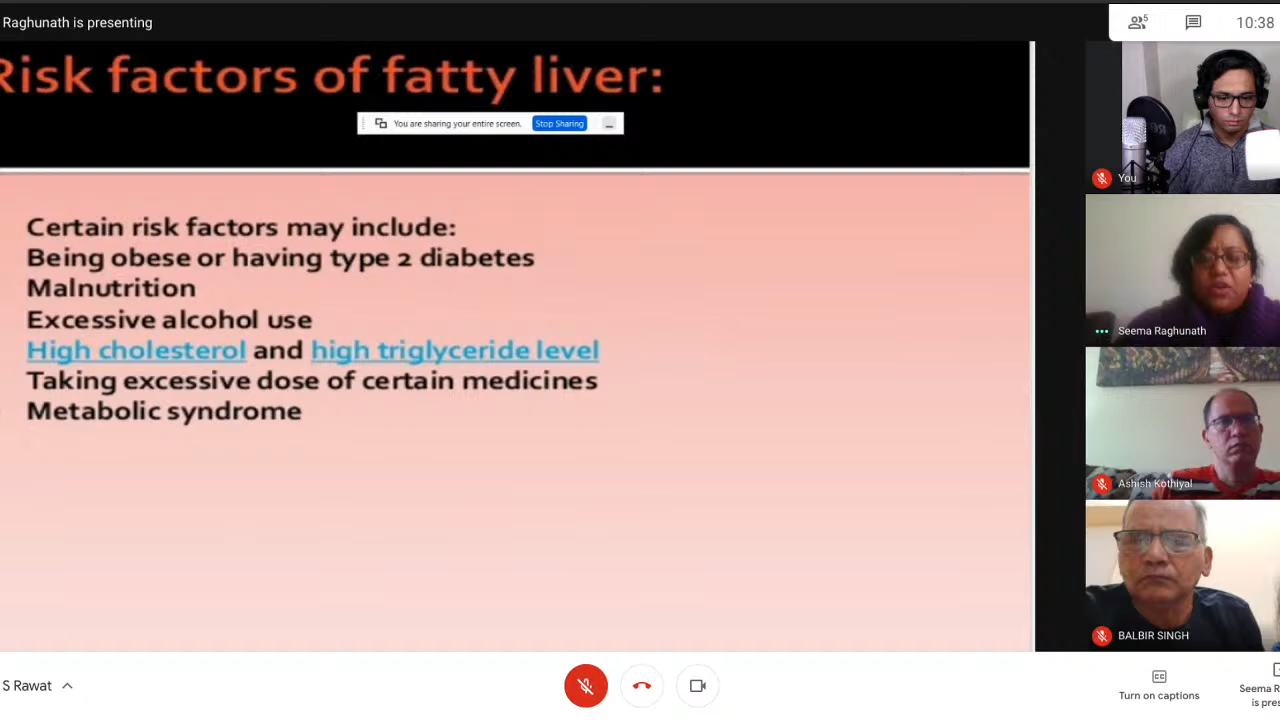 Raghunath is presenting
5
10:38
Risk factors of fatty liver:
You are sharing your entire screen.
Stop Sharing
Certain risk factors may include:
Being obese or having type 2 diabetes
Malnutrition
Excessive alcohol use
High cholesterol and high triglyceride level
Taking excessive dose of certain medicines
Metabolic syndrome
You
Seema Raghunath
Ashish Kothiyal
BALBIR SINGH
S Rawat
CC
Turn on captions
Seema R
is pres